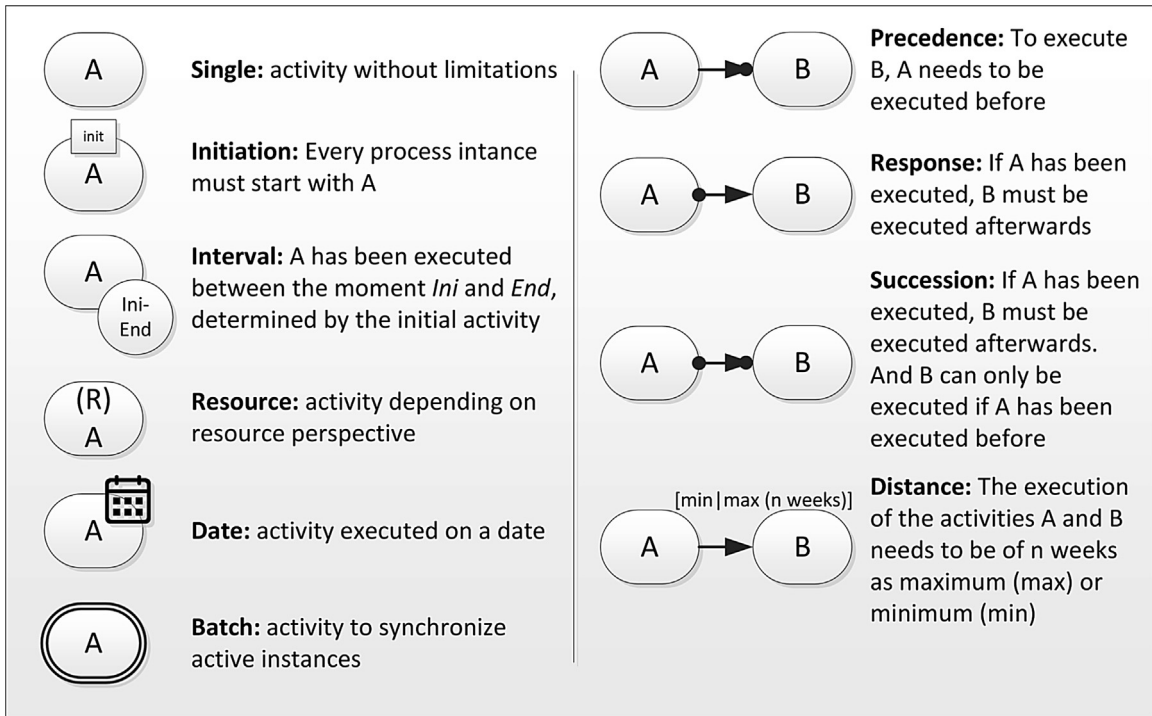 A
Single: activity without limitations
init
A
Initiation: Every process intance
must start with A
A
Ini-
End
Interval: A has been executed
between the moment Ini and End,
determined by the initial activity
(R)
A
Resource: activity depending on
resource perspective
A
Date: activity executed on a date
A
Batch: activity to synchronize
active instances
A
B
Precedence: To execute
B, A needs to be
executed before
A
B
Response: If A has been
executed, B must be
executed afterwards
A
B
Succession: If A has been
executed, B must be
executed afterwards.
And B can only be
executed if A has been
executed before
[min|max (n weeks)]
A
B
Distance: The execution
of the activities A and B
needs to be of n weeks
as maximum (max) or
minimum (min)